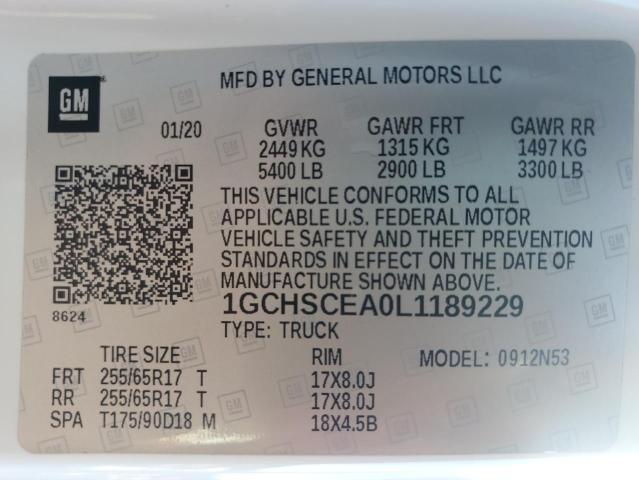 GM
MFD BY GENERAL MOTORS LLC
01/20 GVWR GAWR FRT GAWR RR
2449 KG 1315 KG 1497 KG
5400 LB 2900 LB 3300 LB
THIS VEHICLE CONFORMS TO ALL
APPLICABLE U.S. FEDERAL MOTOR
VEHICLE SAFETY AND THEFT PREVENTION
STANDARDS IN EFFECT ON THE DATE OF
MANUFACTURE SHOWN ABOVE.
1GCHSCEA0L1189229
8624
TYPE: TRUCK
TIRE SIZE RIM MODEL: 0912N53
FRT 255/65R17 T 17X8.0J
RR 255/65R17 T 17X8.0J
SPA T175/90D18 M 18X4.5B